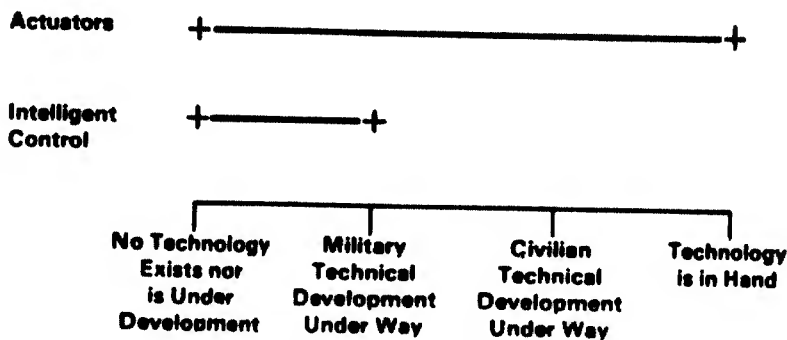 Actuators
Intelligent
Control
No Technology
Exists nor
is Under
Development
Military
Technical
Development
Under Way
Civilian
Technical
Development
Under Way
Technology
is in Hand